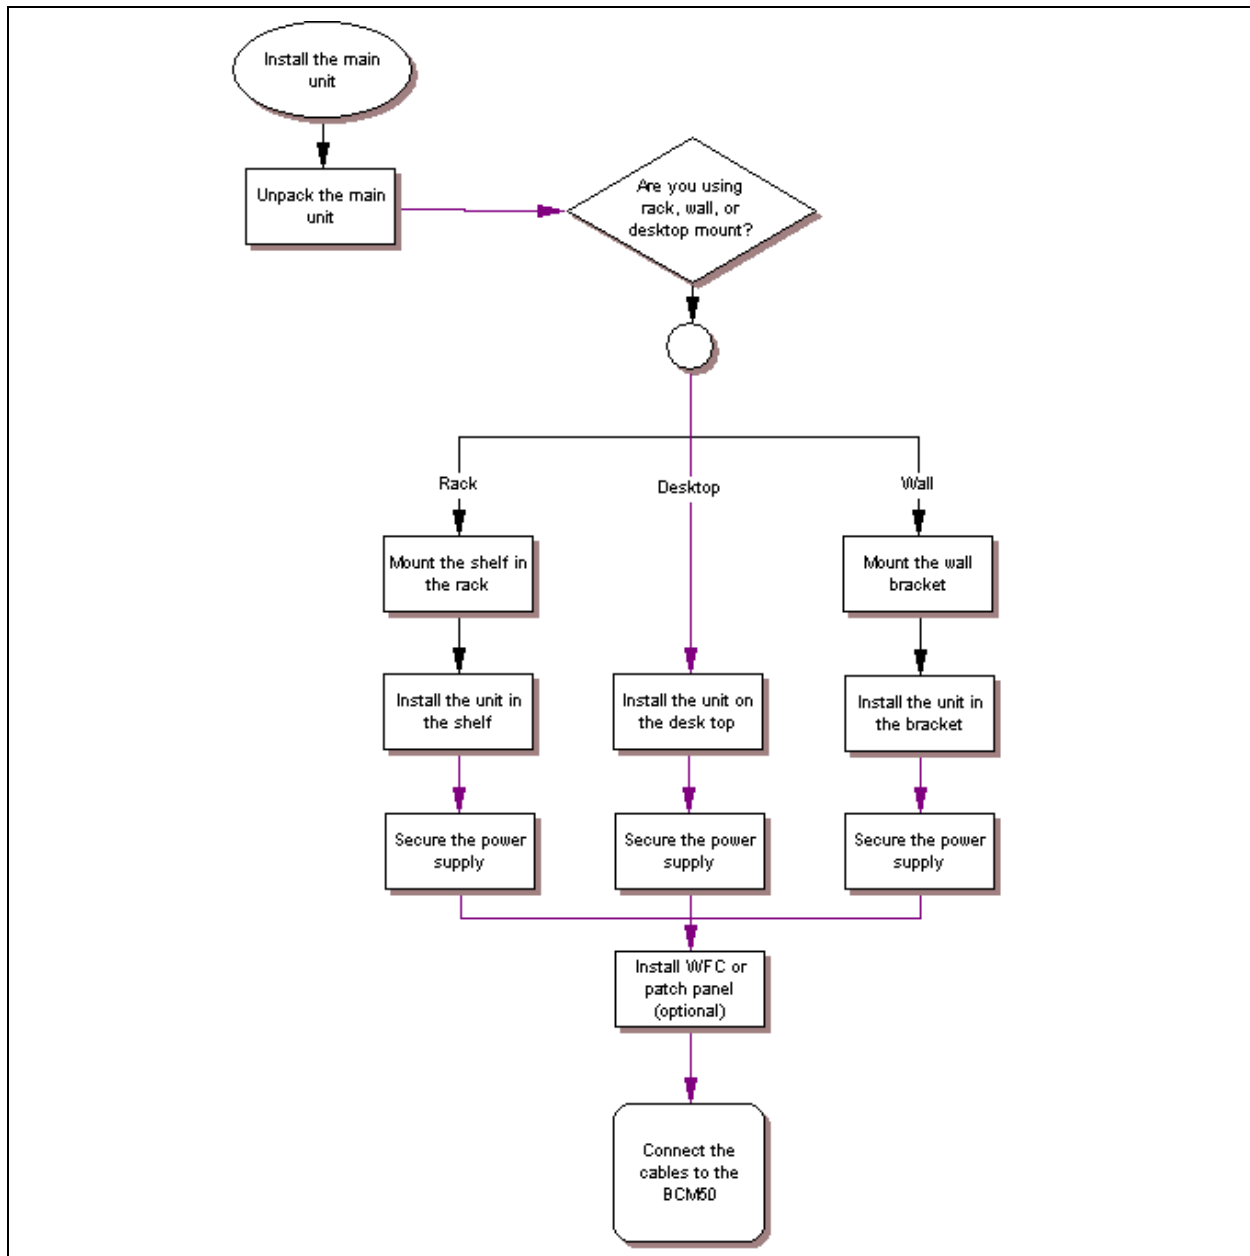 Install the main
unit
Unpack the main
unit
Are you using
rack, wall, or
desktop mount?
Rack
Desktop
Wall
Mount the shelf in
the rack
Mount the wall
bracket
Install the unit in
the shelf
Install the unit on
the desk top
Install the unit in
the bracket
Secure the power
supply
Secure the power
supply
Secure the power
supply
Install WFC or
patch panel
(optional)
Connect the
cables to the
BCM50